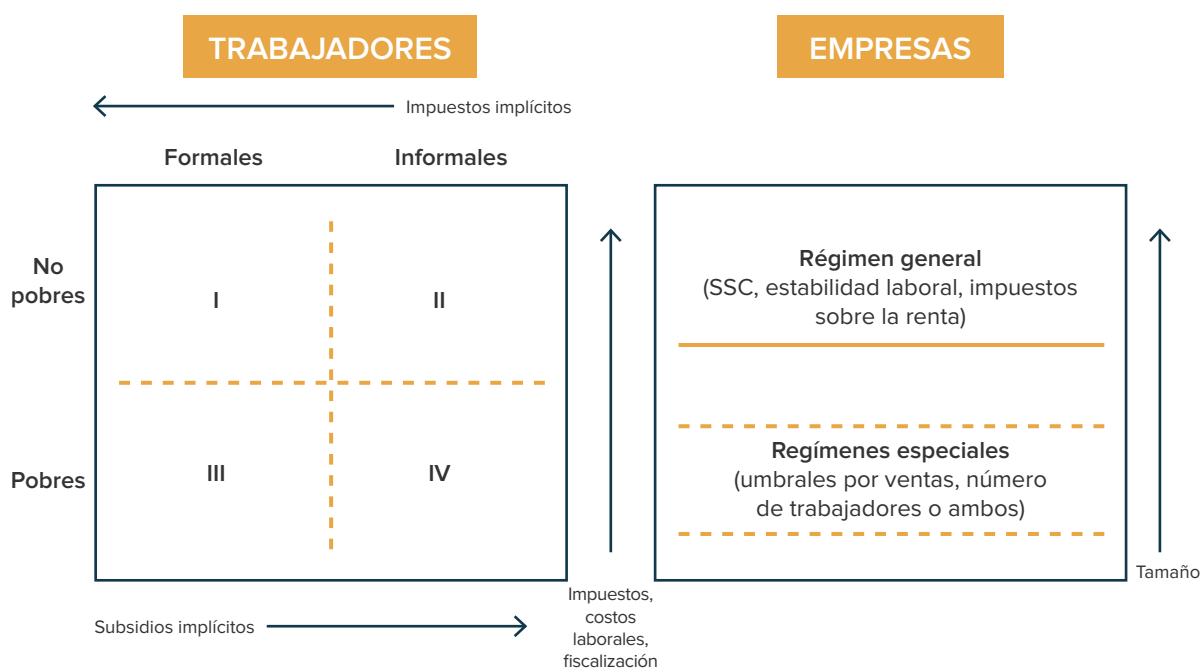 TRABAJADORES
EMPRESAS
Impuestos implícitos
Formales
Informales
No
pobres
I
II
Pobres
III
IV
Subsidios implícitos
Impuestos,
costos
laborales,
fiscalización
Régimen general
(SSC, estabilidad laboral, impuestos
sobre la renta)
Regímenes especiales
(umbrales por ventas, número
de trabajadores o ambos)
Tamaño